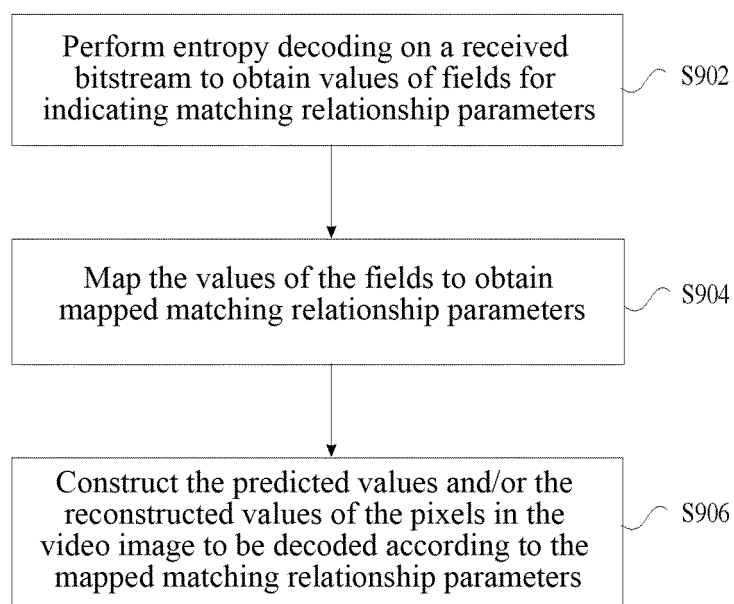 Perform entropy decoding on a received
bitstream to obtain values of fields for
indicating matching relationship parameters
S902
Map the values of the fields to obtain
mapped matching relationship parameters
S904
Construct the predicted values and/or the
reconstructed values of the pixels in the
video image to be decoded according to the
mapped matching relationship parameters
S906